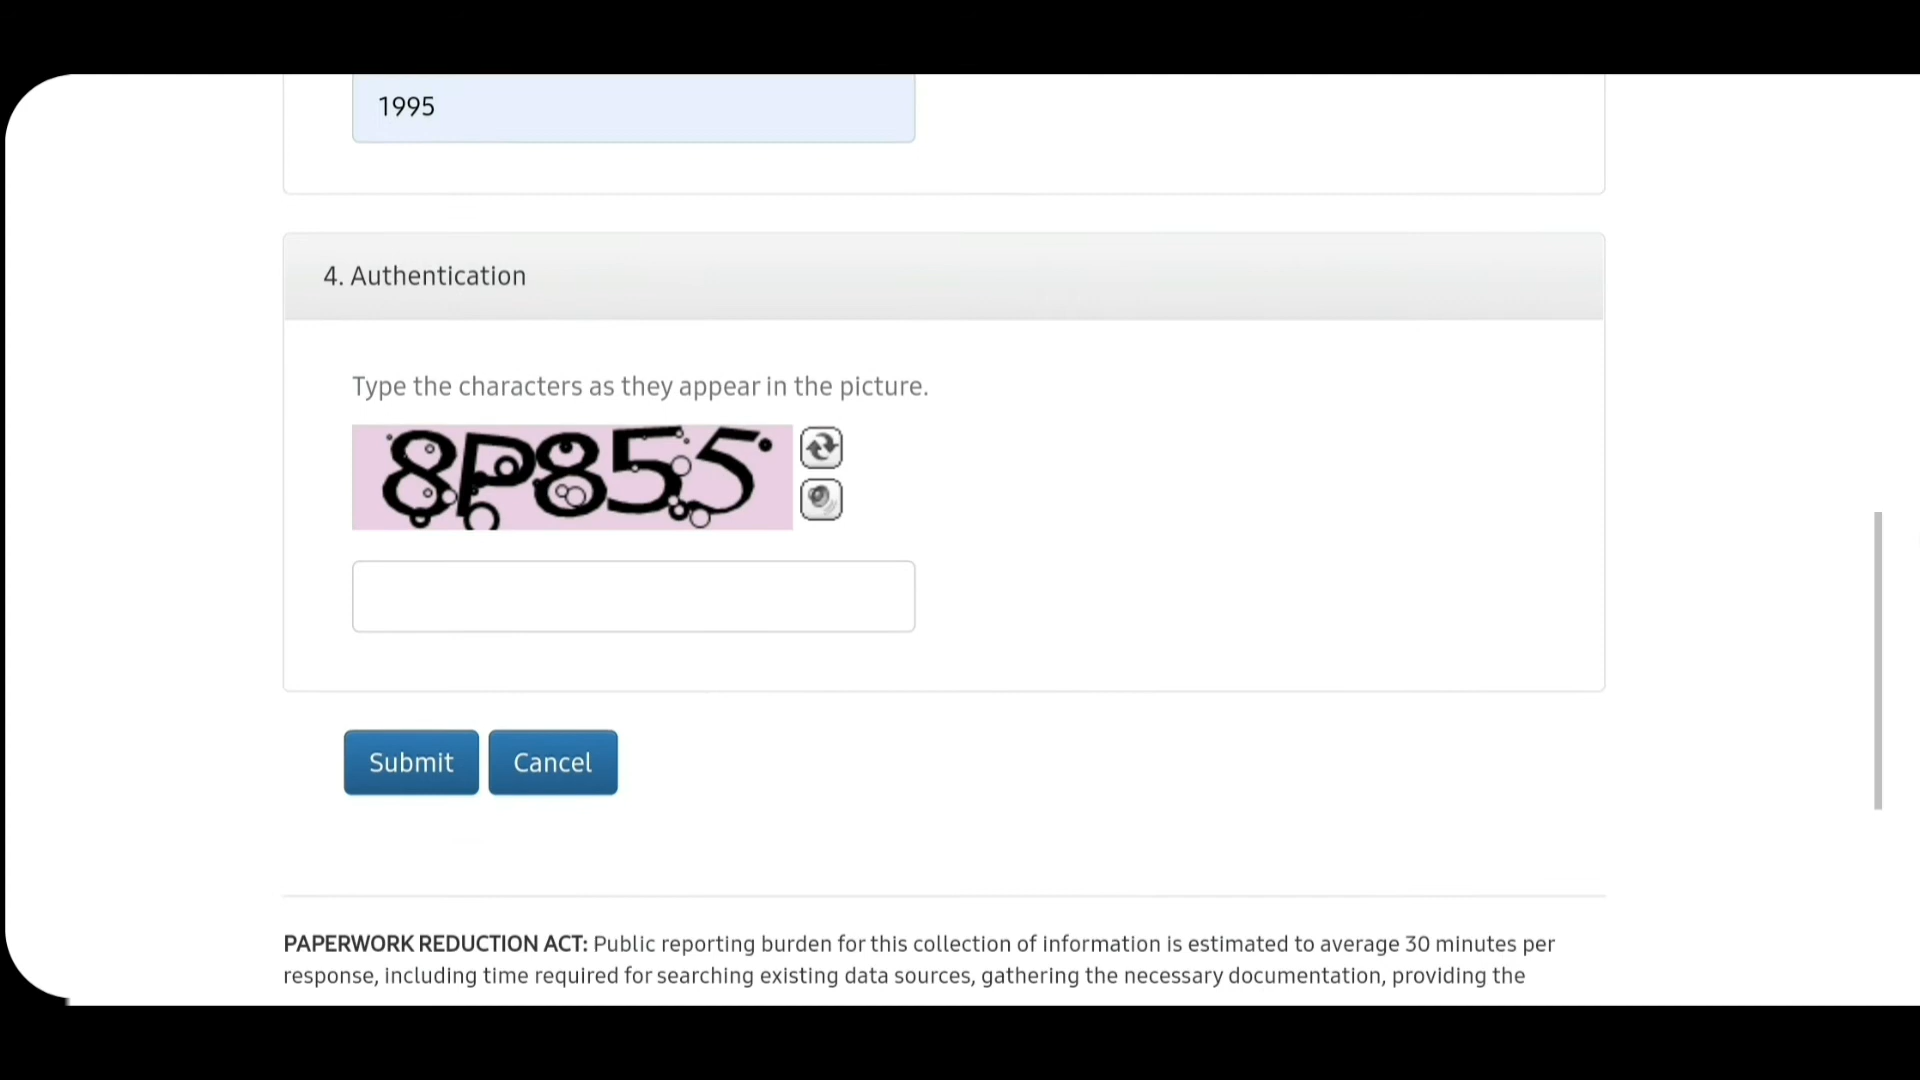 1995
4. Authentication
Type the characters as they appear in the picture.
8P855
Submit Cancel
PAPERWORK REDUCTION ACT: Public reporting burden for this collection of information is estimated to average 30 minutes per
response, including time required for searching existing data sources, gathering the necessary documentation, providing the